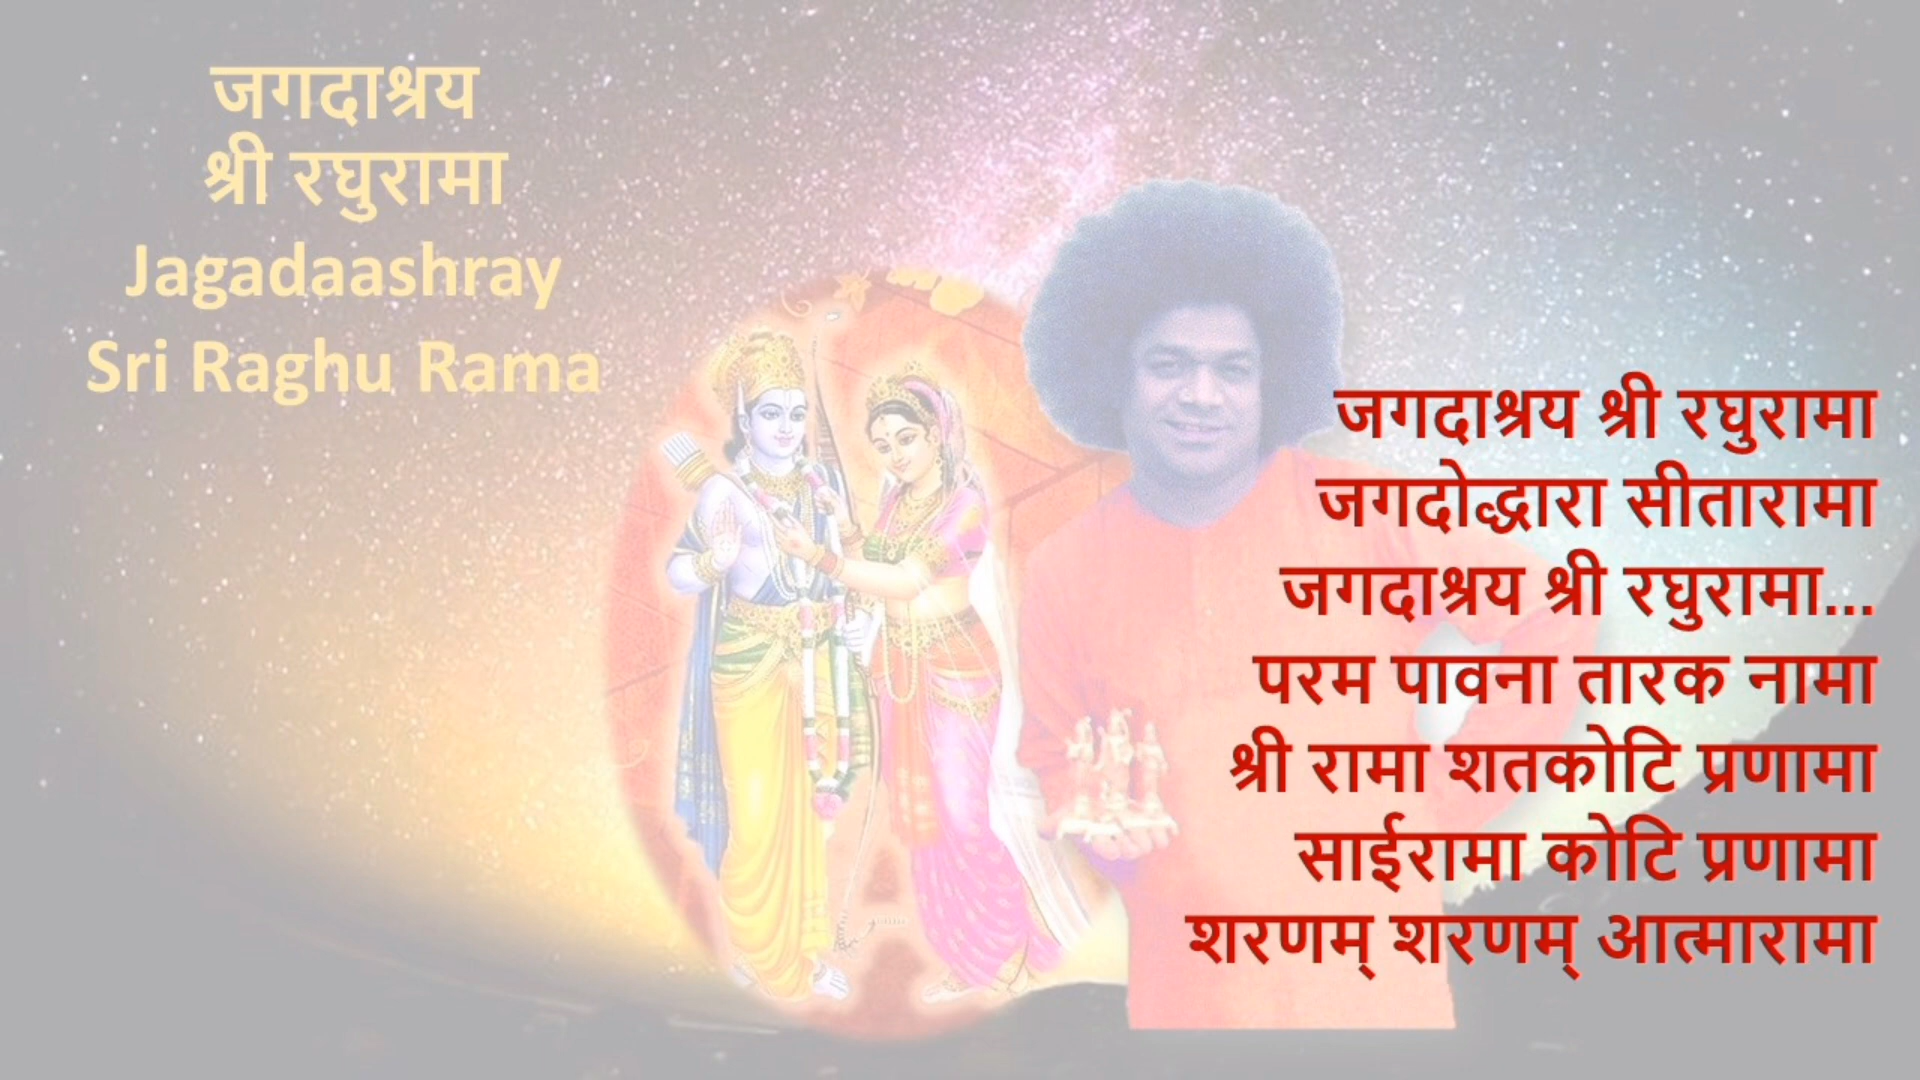 जगदाश्रय
श्री रघुरामा
Jagadaashray
Sri Raghu Rama
जगदाश्रय श्री रघुरामा
जगदोद्धारा सीतारामा
जगदाश्रय श्री रघुरामा...
परम पावना तारक नामा
श्री रामा शतकोटि प्रणामा
साईरामा कोटि प्रणामा
शरणम् शरणम् आत्मारामा